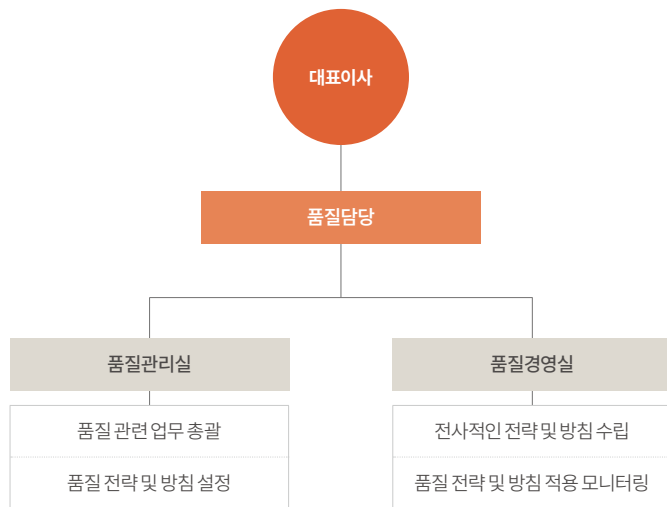 대표이사
품질담당
품질관리실
품질경영실
품질 관련 업무 총괄
전사적인 전략 및 방침 수립
품질 전략 및 방침 설정
품질 전략 및 방침 적용 모니터링